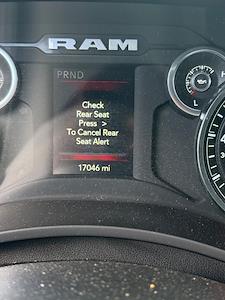 RAM
PRND
Check
Rear Seat
Press >
To Cancel Rear
Seat Alert
17046 mi
L